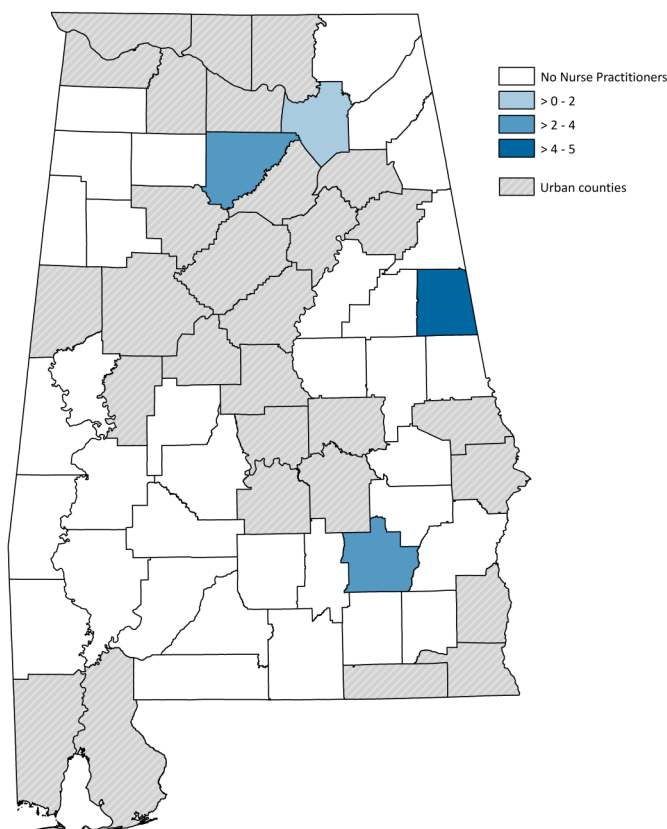 No Nurse Practitioners
> 0 - 2
> 2 - 4
> 4 - 5
Urban counties